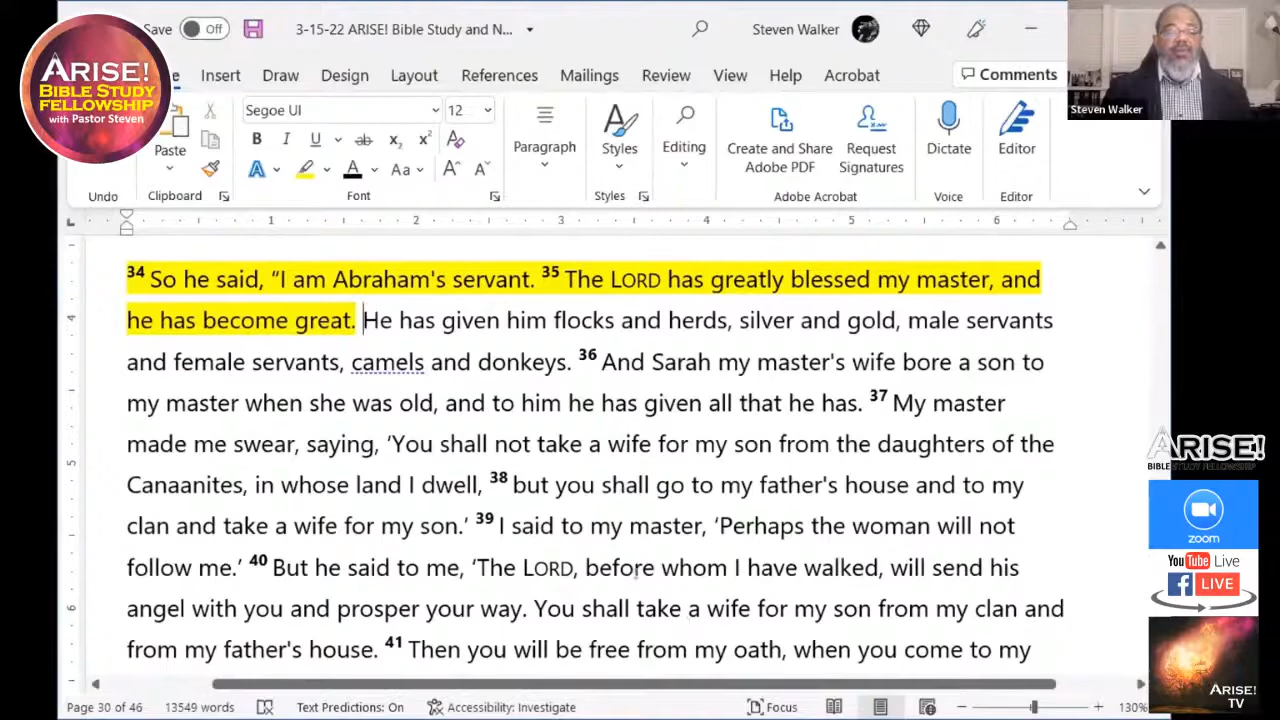 ARISE!
BIBLE STUDY
FELLOWSHIP
with Pastor Steven
Save
Off
3-15-22 ARISE! Bible Study and N...
Steven Walker
Insert
Draw
Design
Layout
References
Mailings
Review
View
Help
Acrobat
Comments
Steven Walker
Segoe UI
12
Paste
Paragraph
Styles
Editing
Create and Share
Adobe PDF
Request
Signatures
Dictate
Editor
Undo
Clipboard
Font
Styles
Adobe Acrobat
Voice
Editor
1 2 3 4 5 6
34 So he said, “I am Abraham's servant. 35 The LORD has greatly blessed my master, and
he has become great. He has given him flocks and herds, silver and gold, male servants
and female servants, camels and donkeys. 36 And Sarah my master's wife bore a son to
my master when she was old, and to him he has given all that he has. 37 My master
made me swear, saying, ‘You shall not take a wife for my son from the daughters of the
Canaanites, in whose land I dwell, 38 but you shall go to my father's house and to my
clan and take a wife for my son.’ 39 I said to my master, ‘Perhaps the woman will not
follow me.’ 40 But he said to me, ‘The LORD, before whom I have walked, will send his
angel with you and prosper your way. You shall take a wife for my son from my clan and
from my father's house. 41 Then you will be free from my oath, when you come to my
4
5
6
ARISE!
BIBLE STUDY FELLOWSHIP
zoom
YouTube Live
f LIVE
ARISE!
TV
Page 30 of 46
13549 words
Text Predictions: On
Accessibility: Investigate
Focus
130%